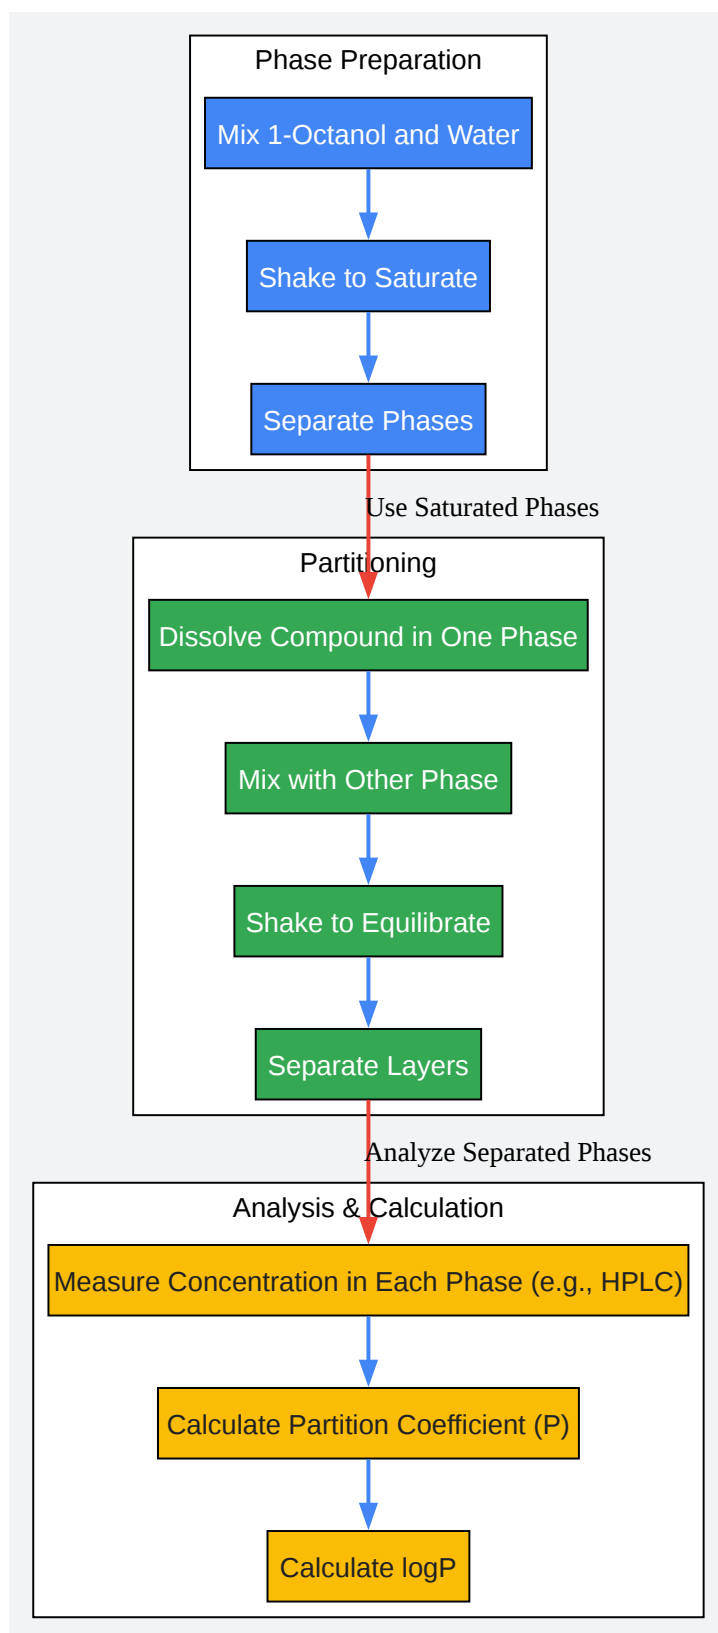 Phase Preparation
Mix 1-Octanol and Water
Shake to Saturate
Separate Phases
Use Saturated Phases
Partitioning
Dissolve Compound in One Phase
Mix with Other Phase
Shake to Equilibrate
Separate Layers
Analyze Separated Phases
Analysis & Calculation
Measure Concentration in Each Phase (e.g., HPLC)
Calculate Partition Coefficient (P)
Calculate logP